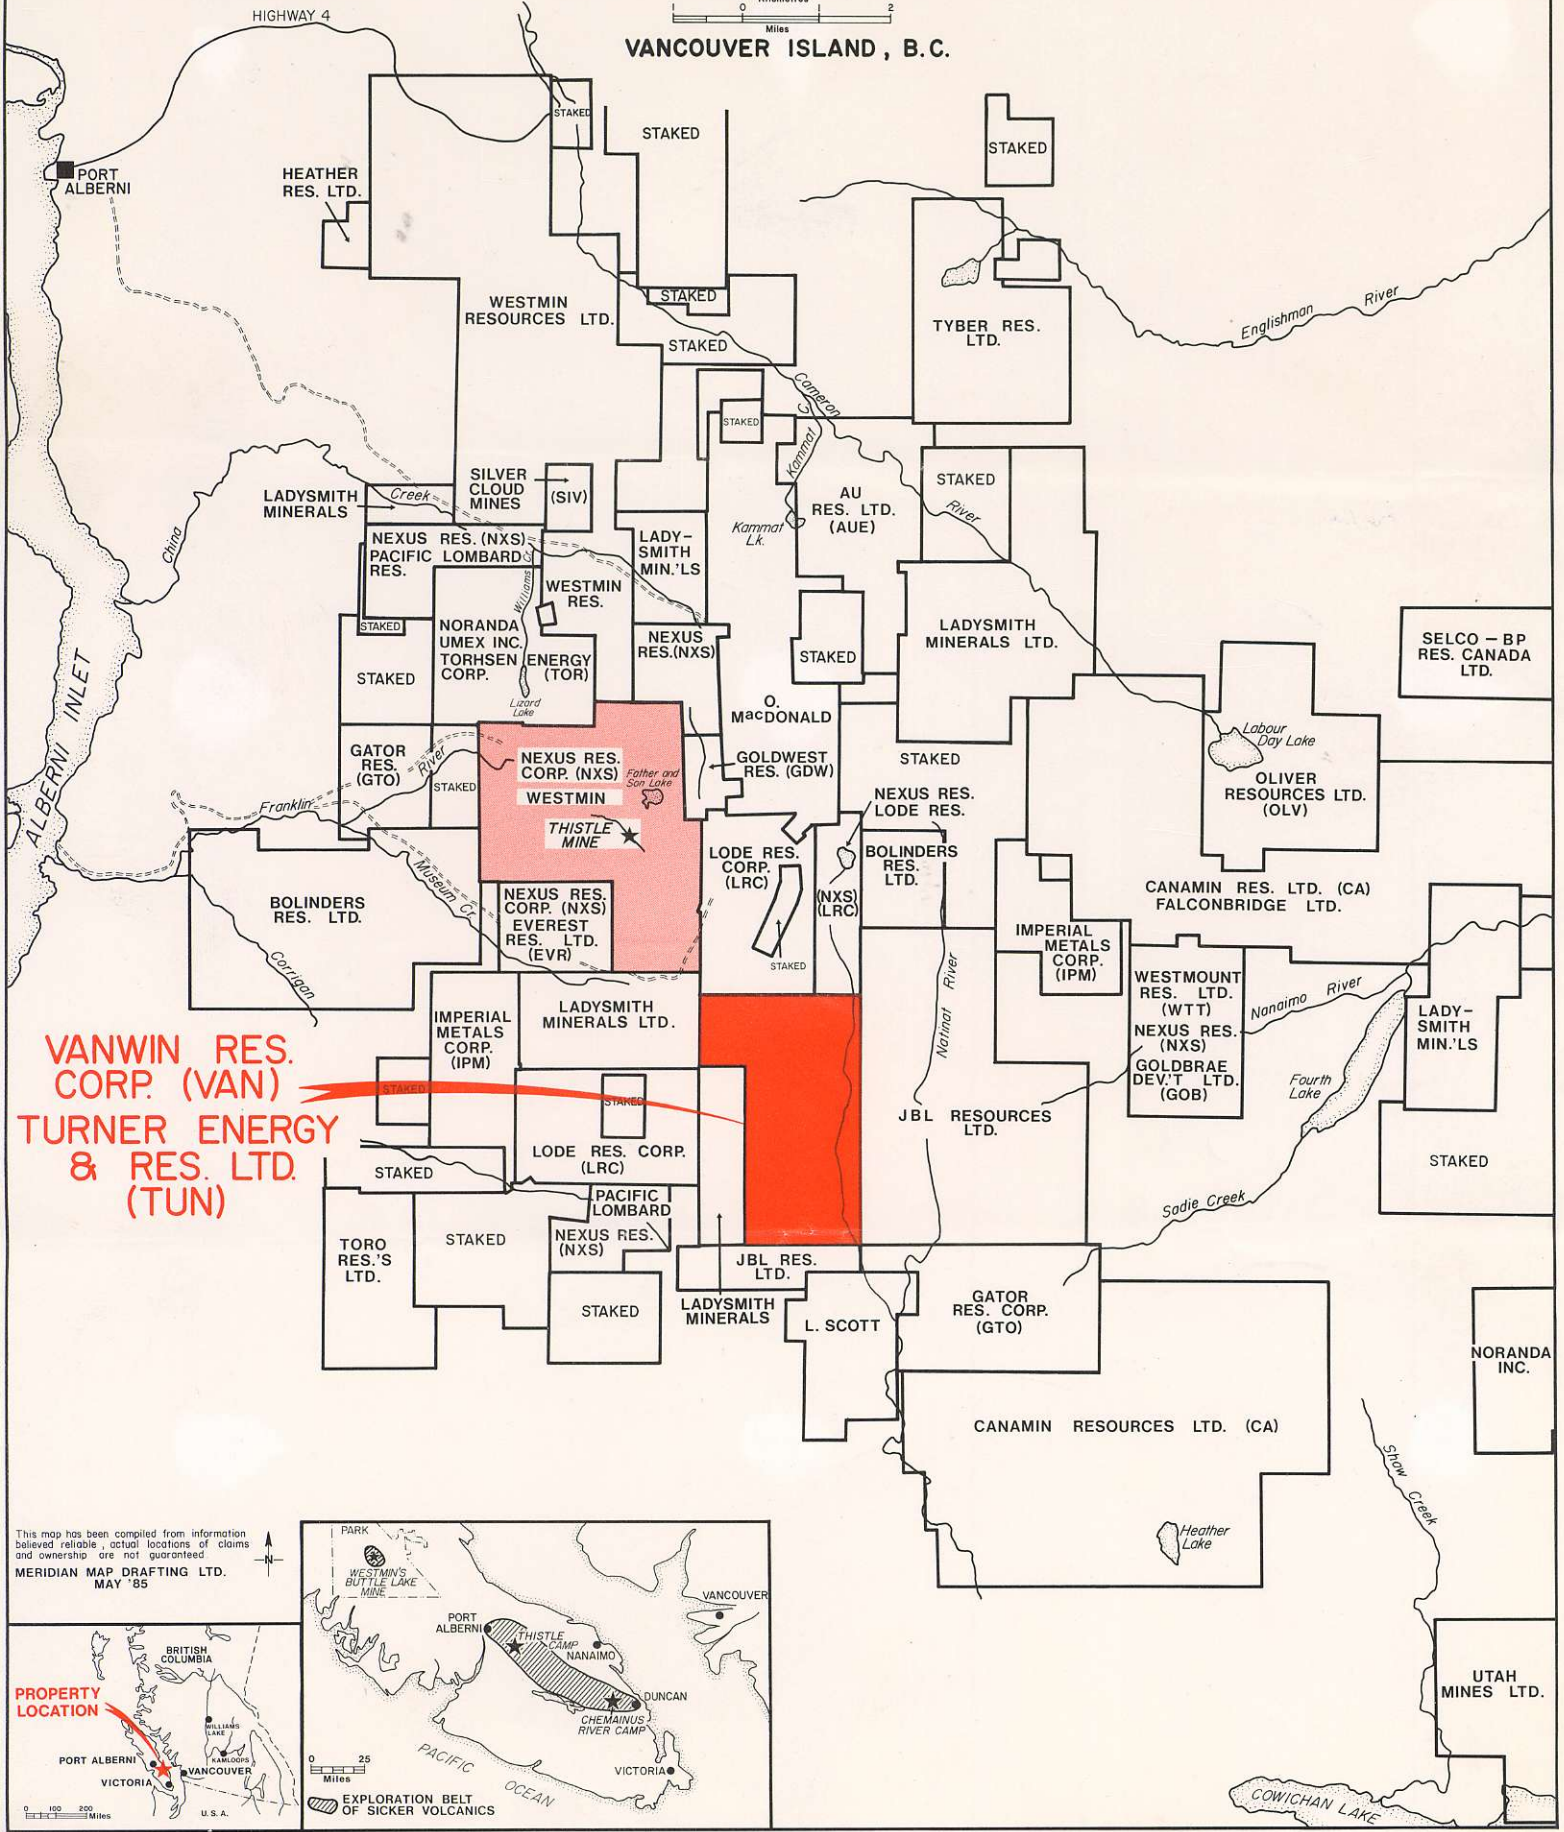 HIGHWAY 4
1 0 1 2
Miles
VANCOUVER ISLAND, B.C.
STAKED
STAKED
STAKED
PORT
ALBERNI
HEATHER
RES. LTD.
WESTMIN
RESOURCES LTD.
STAKED
STAKED
TYBER RES.
LTD.
Englishman River
Cameron
River
Kammat C.
STAKED
STAKED
SILVER
CLOUD
MINES
(SIV)
LADYSMITH
MINERALS
Creek
China
AU
RES. LTD.
(AUE)
Kammat
Lk.
NEXUS RES. (NXS)
PACIFIC LOMBARD
RES.
LADY-
SMITH
MIN.'LS
Williams Cr.
WESTMIN
RES.
STAKED
NORANDA
UMEX INC.
TORHSEN ENERGY
CORP. (TOR)
NEXUS
RES.(NXS)
STAKED
LADYSMITH
MINERALS LTD.
SELCO – BP
RES. CANADA
LTD.
STAKED
Lizard
Lake
O.
MacDONALD
ALBERNI INLET
GATOR
RES.
(GTO)
River
STAKED
NEXUS RES.
CORP. (NXS)
Father and
Son Lake
WESTMIN
THISTLE
MINE
GOLDWEST
RES. (GDW)
STAKED
Labour
Day Lake
OLIVER
RESOURCES LTD.
(OLV)
Franklin
NEXUS RES.
LODE RES.
LODE RES.
CORP.
(LRC)
BOLINDERS
RES.
LTD.
(NXS)
(LRC)
Museum Cr.
BOLINDERS
RES. LTD.
NEXUS RES.
CORP. (NXS)
EVEREST
RES. LTD.
(EVR)
STAKED
CANAMIN RES. LTD. (CA)
FALCONBRIDGE LTD.
IMPERIAL
METALS
CORP.
(IPM)
Corrigan
Natinat River
WESTMOUNT
RES. LTD.
(WTT)
NEXUS RES.
(NXS)
GOLDBRAE
DEV.'T LTD.
(GOB)
Nanaimo River
LADY-
SMITH
MIN.'LS
IMPERIAL
METALS
CORP.
(IPM)
LADYSMITH
MINERALS LTD.
VANWIN RES.
CORP. (VAN)
TURNER ENERGY
& RES. LTD.
(TUN)
STAKED
STAKED
Fourth
Lake
JBL RESOURCES
LTD.
LODE RES. CORP.
(LRC)
STAKED
STAKED
Sadie Creek
PACIFIC
LOMBARD
NEXUS RES.
(NXS)
TORO
RES.'S
LTD.
STAKED
JBL RES.
LTD.
STAKED
LADYSMITH
MINERALS
L. SCOTT
GATOR
RES. CORP.
(GTO)
NORANDA
INC.
CANAMIN RESOURCES LTD. (CA)
Shaw Creek
Heather
Lake
This map has been compiled from information
believed reliable, actual locations of claims
and ownership are not guaranteed.
MERIDIAN MAP DRAFTING LTD.
MAY '85
N
PARK
WESTMIN'S
BUTTLE LAKE
MINE
VANCOUVER
PORT
ALBERNI
THISTLE
CAMP
NANAIMO
DUNCAN
CHEMAINUS
RIVER CAMP
PACIFIC OCEAN
VICTORIA
0 25
Miles
EXPLORATION BELT
OF SICKER VOLCANICS
BRITISH
COLUMBIA
PROPERTY
LOCATION
WILLIAMS
LAKE
KAMLOOPS
PORT ALBERNI
VANCOUVER
VICTORIA
U.S.A.
0 100 200
Miles
UTAH
MINES LTD.
COWICHAN LAKE